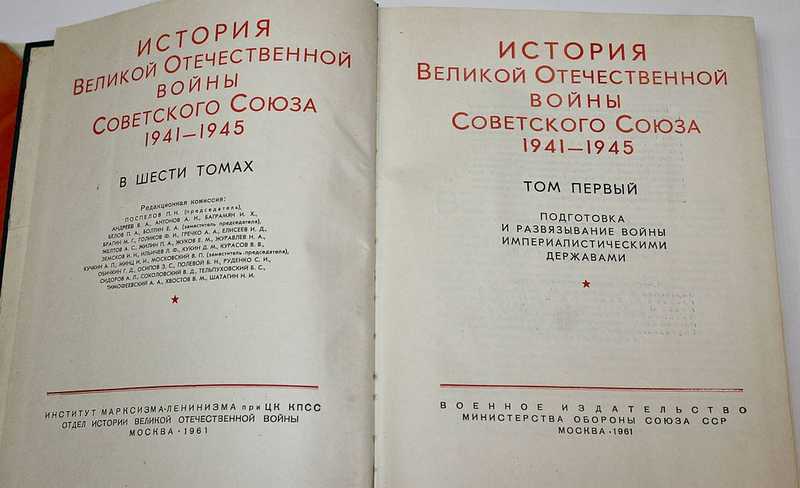 ИСТОРИЯ
ВЕЛИКОЙ ОТЕЧЕСТВЕННОЙ
ВОЙНЫ
СОВЕТСКОГО СОЮЗА
1941—1945
В ШЕСТИ ТОМАХ
Редакционная комиссия:
ПОСПЕЛОВ П. Н. (председатель),
АНДРЕЕВ В. А., АНТОНОВ А. И., БАГРАМЯН И. Х.,
БЕЛОВ П. А., БОЛТИН Е. А. (заместитель председателя),
БРАГИН М. Г., ГОЛИКОВ Ф. И., ГРЕЧКО А. А., ЕЛИСЕЕВ И. Д.,
ЖЕЛТОВ А. С., ЖИЛИН П. А., ЖУКОВ Е. М., ЖУРАВЛЕВ Н. А.,
ЗЕМСКОВ И. Н., ИЛЬИЧЕВ Л. Ф., КУКИН Д. М., КУРАСОВ В. В.,
КУЧКИН А. П., МИНЦ И. И., МОСКОВСКИЙ В. П. (заместитель председателя),
ОБИЧКИН Г. Д., ОСИПОВ З. С., ПОЛЕВОЙ Б. Н., РУДЕНКО С. И.,
СИДОРОВ А. Л., СОКОЛОВСКИЙ В. Д., ТЕЛЬПУХОВСКИЙ Б. С.,
ТИМОФЕЕВСКИЙ А. А., ХВОСТОВ В. М., ШАТАГИН Н. И.
ИНСТИТУТ МАРКСИЗМА-ЛЕНИНИЗМА при ЦК КПСС
ОТДЕЛ ИСТОРИИ ВЕЛИКОЙ ОТЕЧЕСТВЕННОЙ ВОЙНЫ
МОСКВА · 1961
ИСТОРИЯ
ВЕЛИКОЙ ОТЕЧЕСТВЕННОЙ
ВОЙНЫ
СОВЕТСКОГО СОЮЗА
1941—1945
ТОМ ПЕРВЫЙ
ПОДГОТОВКА
И РАЗВЯЗЫВАНИЕ ВОЙНЫ
ИМПЕРИАЛИСТИЧЕСКИМИ
ДЕРЖАВАМИ
ВОЕННОЕ ИЗДАТЕЛЬСТВО
МИНИСТЕРСТВА ОБОРОНЫ СОЮЗА ССР
МОСКВА · 1961